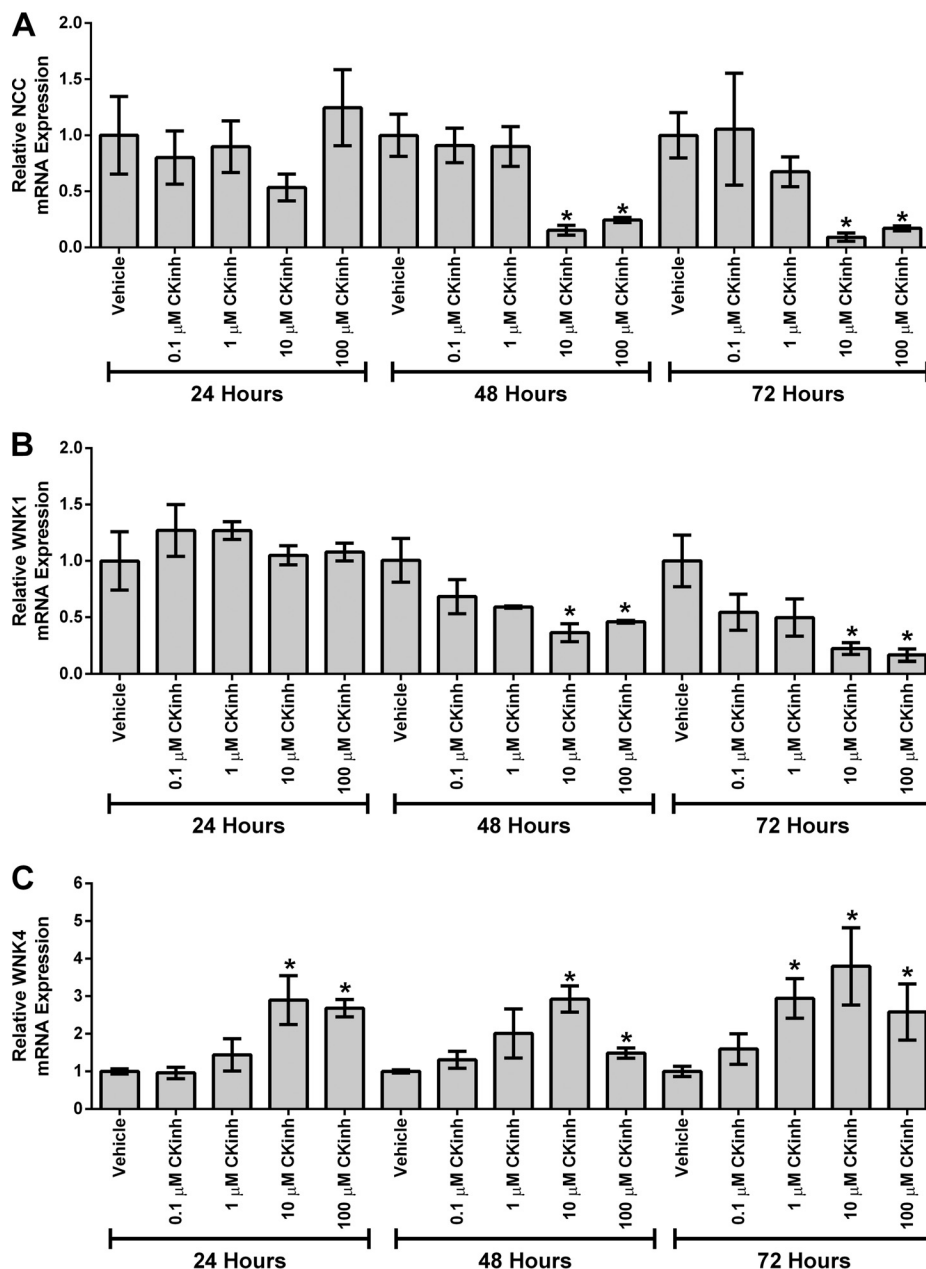 A
Relative NCC
mRNA Expression
2.0
1.5
1.0
0.5
0.0
* * * *
Vehicle
0.1 μM CKinh
1 μM CKinh
10 μM CKinh
100 μM CKinh
Vehicle
0.1 μM CKinh
1 μM CKinh
10 μM CKinh
100 μM CKinh
Vehicle
0.1 μM CKinh
1 μM CKinh
10 μM CKinh
100 μM CKinh
24 Hours
48 Hours
72 Hours
B
Relative WNK1
mRNA Expression
2.0
1.5
1.0
0.5
0.0
* * * *
Vehicle
0.1 μM CKinh
1 μM CKinh
10 μM CKinh
100 μM CKinh
Vehicle
0.1 μM CKinh
1 μM CKinh
10 μM CKinh
100 μM CKinh
Vehicle
0.1 μM CKinh
1 μM CKinh
10 μM CKinh
100 μM CKinh
24 Hours
48 Hours
72 Hours
C
Relative WNK4
mRNA Expression
6
5
4
3
2
1
0
* * * * * * *
Vehicle
0.1 μM CKinh
1 μM CKinh
10 μM CKinh
100 μM CKinh
Vehicle
0.1 μM CKinh
1 μM CKinh
10 μM CKinh
100 μM CKinh
Vehicle
0.1 μM CKinh
1 μM CKinh
10 μM CKinh
100 μM CKinh
24 Hours
48 Hours
72 Hours